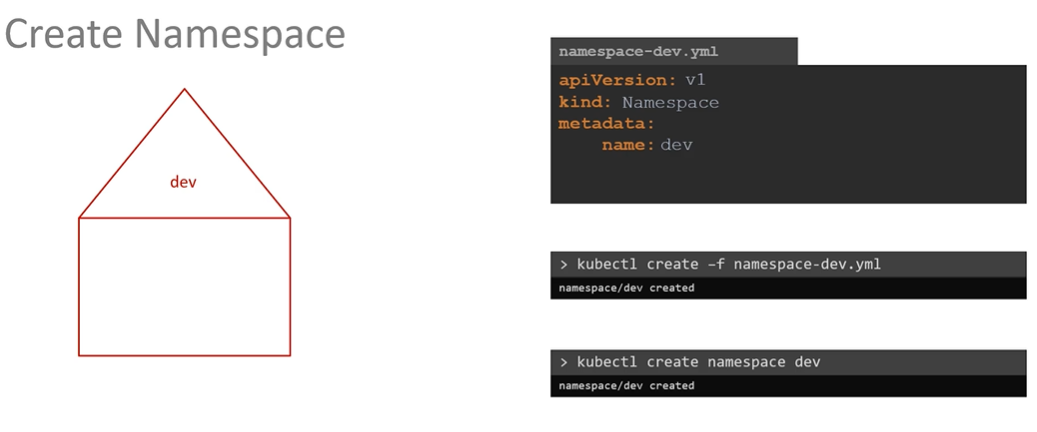 Create Namespace
dev
namespace-dev.yml
apiVersion: v1
kind: Namespace
metadata:
    name: dev
> kubectl create –f namespace-dev.yml
namespace/dev created
> kubectl create namespace dev
namespace/dev created